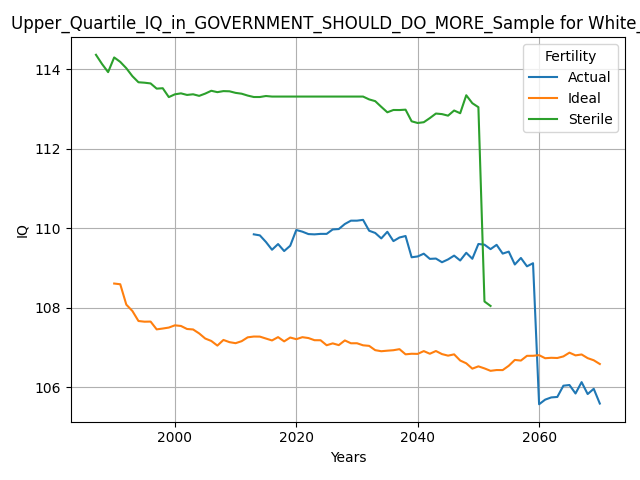 Upper_Quartile_IQ_in_GOVERNMENT_SHOULD_DO_MORE_Sample for White_
Fertility
Actual
Ideal
Sterile
114
112
110
108
106
IQ
2000
2020
2040
2060
Years